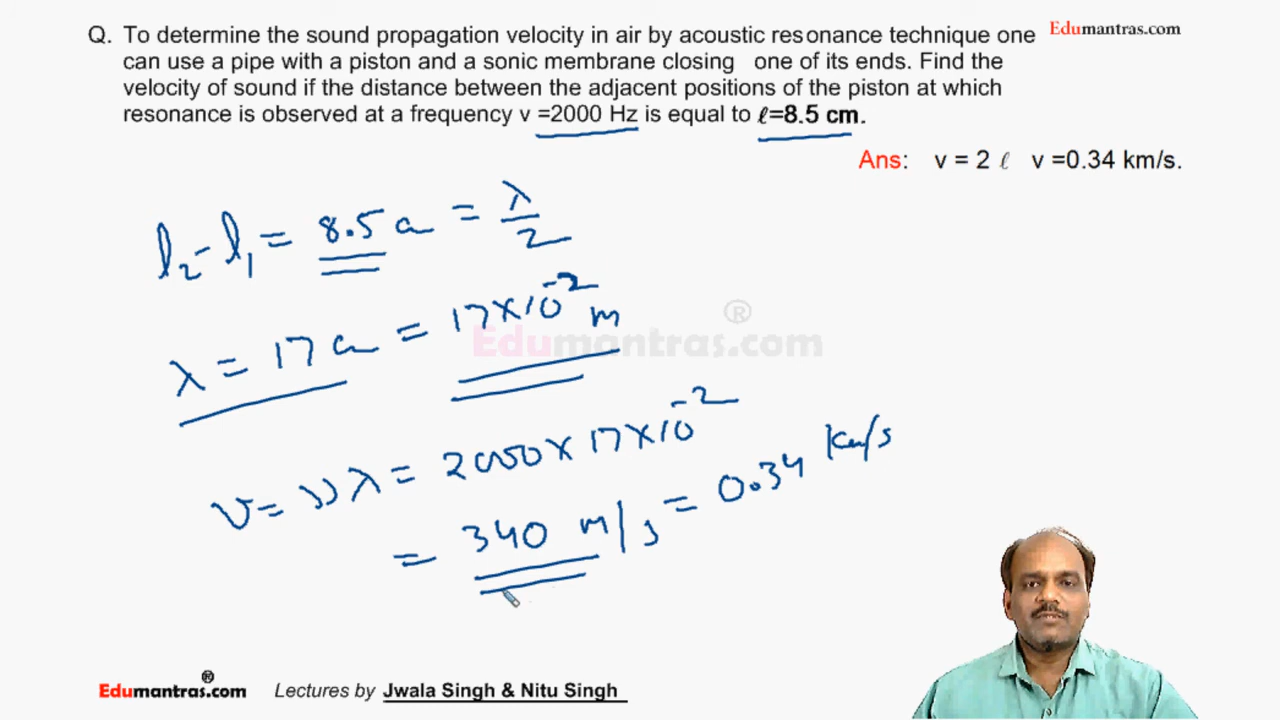 Q. To determine the sound propagation velocity in air by acoustic resonance technique one
can use a pipe with a piston and a sonic membrane closing one of its ends. Find the
velocity of sound if the distance between the adjacent positions of the piston at which
resonance is observed at a frequency v =2000 Hz is equal to ℓ=8.5 cm.
Edumantras.com
Ans: v = 2 ℓ v =0.34 km/s.
l₂-l₁ = 8.5 cm = λ/2
λ = 17 cm = 17×10⁻² m
Edumantras.com ®
v = νλ = 2000 × 17×10⁻²
= 340 m/s = 0.34 km/s
Edumantras.com ® Lectures by Jwala Singh & Nitu Singh